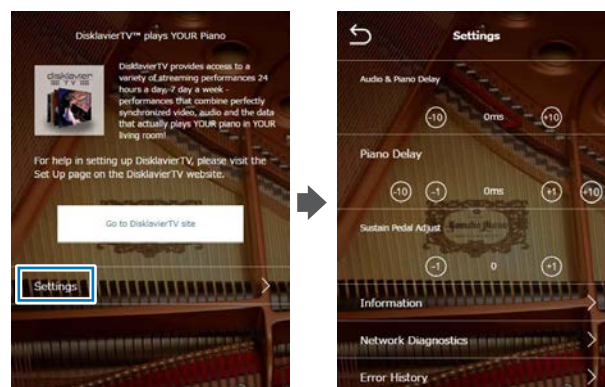 DisklavierTV™ plays YOUR Piano
disklavier
TV
DisklavierTV provides access to a
variety of streaming performances 24
hours a day, 7 day a week -
performances that combine perfectly
synchronized video, audio and the data
that actually plays YOUR piano in YOUR
living room!
For help in setting up DisklavierTV, please visit the
Set Up page on the DisklavierTV website.
Go to DisklavierTV site
Settings
Settings
Audio & Piano Delay
-10 0ms +10
Piano Delay
-10 -1 0ms +1 +10
Sustain Pedal Adjust
-1 0 +1
Information
Network Diagnostics
Error History